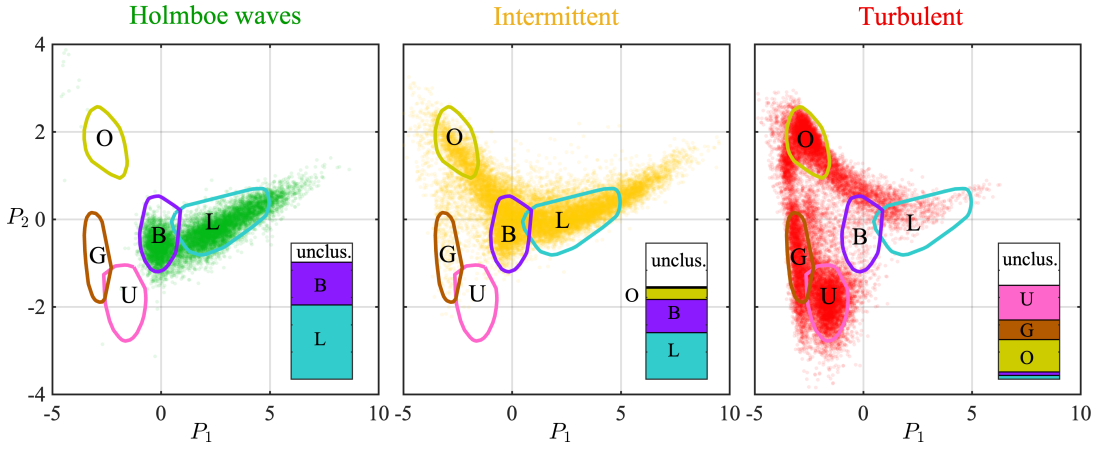 Holmboe waves
Intermittent
Turbulent
4
2
0
-2
-4
P₂
O
G
U
B
L
unclus.
B
L
-5
0
5
10
P₁
O
G
U
B
L
unclus.
O
B
L
-5
0
5
10
P₁
O
G
U
B
L
unclus.
U
G
O
-5
0
5
10
P₁